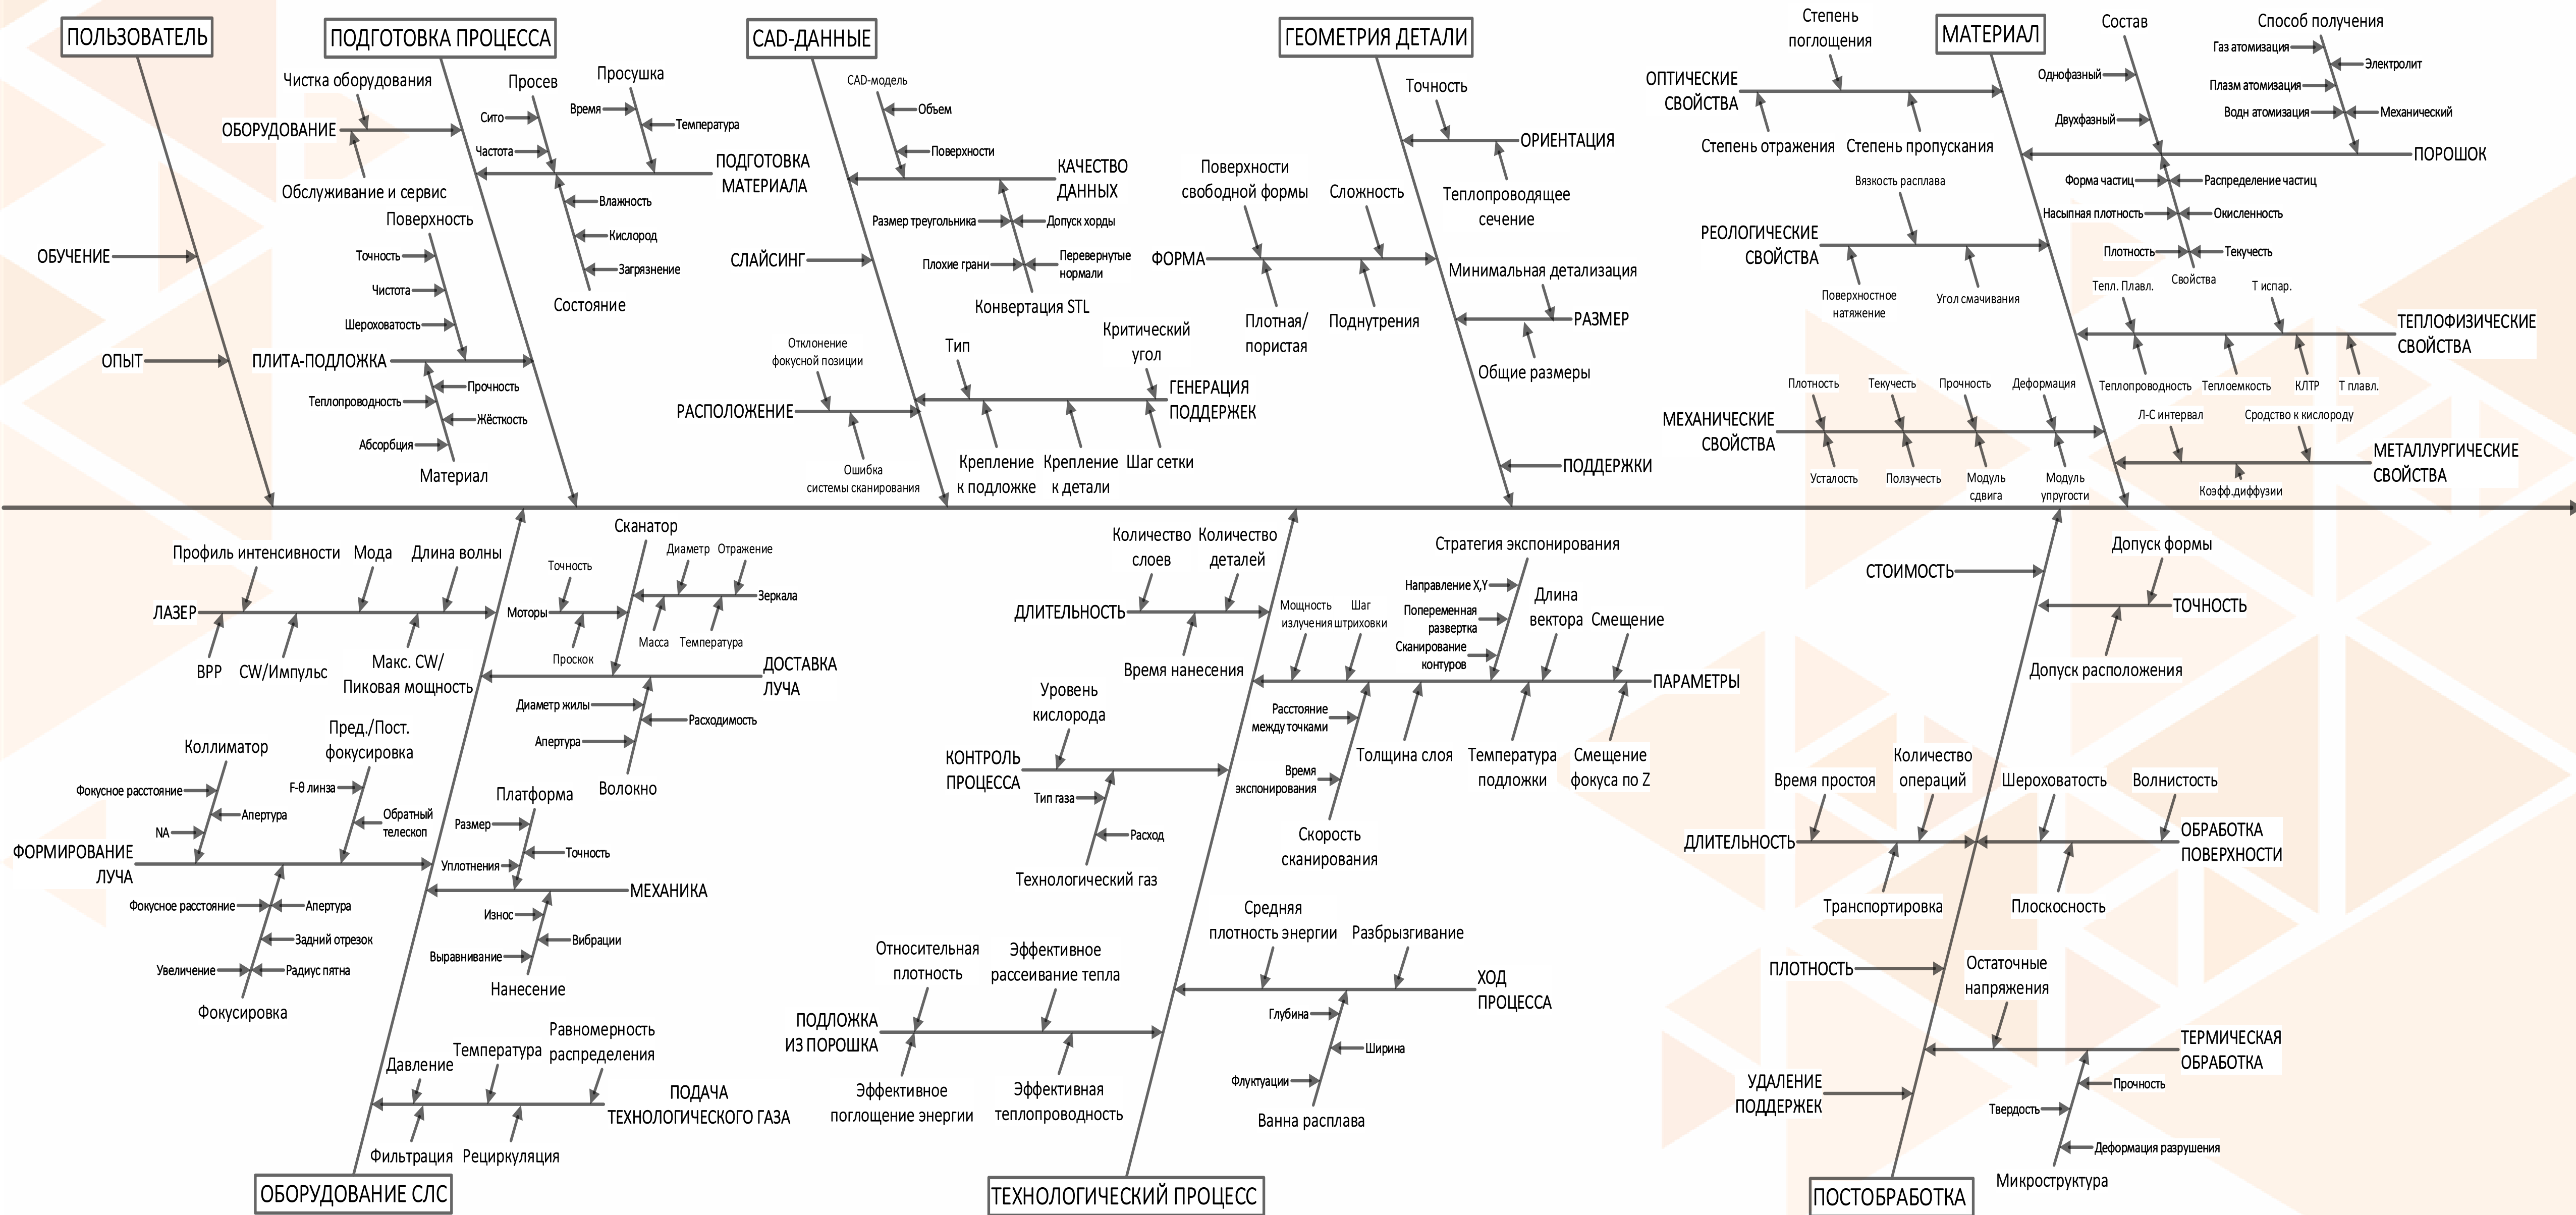 ПОЛЬЗОВАТЕЛЬ
ОБУЧЕНИЕ
ОПЫТ
ПОДГОТОВКА ПРОЦЕССА
Чистка оборудования
ОБОРУДОВАНИЕ
Обслуживание и сервис
Просев
Сито
Частота
Просушка
Время
Температура
ПОДГОТОВКА
МАТЕРИАЛА
Влажность
Кислород
Загрязнение
Состояние
Поверхность
Точность
Чистота
Шероховатость
ПЛИТА-ПОДЛОЖКА
Прочность
Теплопроводность
Жёсткость
Абсорбция
Материал
CAD-ДАННЫЕ
CAD-модель
Объем
Поверхности
КАЧЕСТВО
ДАННЫХ
Размер треугольника
Допуск хорды
Плохие грани
Перевернутые
нормали
Конвертация STL
СЛАЙСИНГ
Отклонение
фокусной позиции
РАСПОЛОЖЕНИЕ
Ошибка
системы сканирования
Тип
Критический
угол
ГЕНЕРАЦИЯ
ПОДДЕРЖЕК
Крепление
к подложке
Крепление
к детали
Шаг сетки
ГЕОМЕТРИЯ ДЕТАЛИ
Точность
ОРИЕНТАЦИЯ
Теплопроводящее
сечение
Поверхности
свободной формы
Сложность
ФОРМА
Плотная/
пористая
Поднутрения
Минимальная детализация
РАЗМЕР
Общие размеры
ПОДДЕРЖКИ
МАТЕРИАЛ
Степень
поглощения
ОПТИЧЕСКИЕ
СВОЙСТВА
Степень отражения
Степень пропускания
Состав
Однофазный
Двухфазный
Способ получения
Газ атомизация
Электролит
Плазм атомизация
Водн атомизация
Механический
ПОРОШОК
Форма частиц
Распределение частиц
Насыпная плотность
Окисленность
Плотность
Текучесть
Свойства
Вязкость расплава
РЕОЛОГИЧЕСКИЕ
СВОЙСТВА
Поверхностное
натяжение
Угол смачивания
Тепл. Плавл.
Т испар.
ТЕПЛОФИЗИЧЕСКИЕ
СВОЙСТВА
Теплопроводность
Теплоемкость
КЛТР
Т плавл.
Плотность
Текучесть
Прочность
Деформация
МЕХАНИЧЕСКИЕ
СВОЙСТВА
Усталость
Ползучесть
Модуль
сдвига
Модуль
упругости
Л-С интервал
Сродство к кислороду
МЕТАЛЛУРГИЧЕСКИЕ
СВОЙСТВА
Коэфф.диффузии
Профиль интенсивности
Мода
Длина волны
ЛАЗЕР
BPP
CW/Импульс
Макс. CW/
Пиковая мощность
Сканатор
Точность
Моторы
Проскок
Диаметр
Отражение
Зеркала
Масса
Температура
ДОСТАВКА
ЛУЧА
Диаметр жилы
Расходимость
Апертура
Волокно
Коллиматор
Фокусное расстояние
Апертура
NA
Пред./Пост.
фокусировка
F-θ линза
Обратный
телескоп
ФОРМИРОВАНИЕ
ЛУЧА
Фокусное расстояние
Апертура
Задний отрезок
Увеличение
Радиус пятна
Фокусировка
Платформа
Размер
Точность
Уплотнения
МЕХАНИКА
Износ
Вибрации
Выравнивание
Нанесение
Давление
Температура
Равномерность
распределения
ПОДАЧА
ТЕХНОЛОГИЧЕСКОГО ГАЗА
Фильтрация
Рециркуляция
ОБОРУДОВАНИЕ СЛС
Количество
слоев
Количество
деталей
ДЛИТЕЛЬНОСТЬ
Время нанесения
Стратегия экспонирования
Направление X,Y
Попеременная
развертка
Сканирование
контуров
Мощность
излучения
Шаг
штриховки
Длина
вектора
Смещение
ПАРАМЕТРЫ
Расстояние
между точками
Время
экспонирования
Скорость
сканирования
Толщина слоя
Температура
подложки
Смещение
фокуса по Z
Уровень
кислорода
КОНТРОЛЬ
ПРОЦЕССА
Тип газа
Расход
Технологический газ
Средняя
плотность энергии
Разбрызгивание
ХОД
ПРОЦЕССА
Глубина
Ширина
Флуктуации
Ванна расплава
Относительная
плотность
Эффективное
рассеивание тепла
ПОДЛОЖКА
ИЗ ПОРОШКА
Эффективное
поглощение энергии
Эффективная
теплопроводность
ТЕХНОЛОГИЧЕСКИЙ ПРОЦЕСС
СТОИМОСТЬ
Допуск формы
ТОЧНОСТЬ
Допуск расположения
Время простоя
Количество
операций
ДЛИТЕЛЬНОСТЬ
Транспортировка
Шероховатость
Волнистость
ОБРАБОТКА
ПОВЕРХНОСТИ
Плоскосность
ПЛОТНОСТЬ
Остаточные
напряжения
ТЕРМИЧЕСКАЯ
ОБРАБОТКА
Прочность
Твердость
Деформация разрушения
Микроструктура
УДАЛЕНИЕ
ПОДДЕРЖЕК
ПОСТОБРАБОТКА